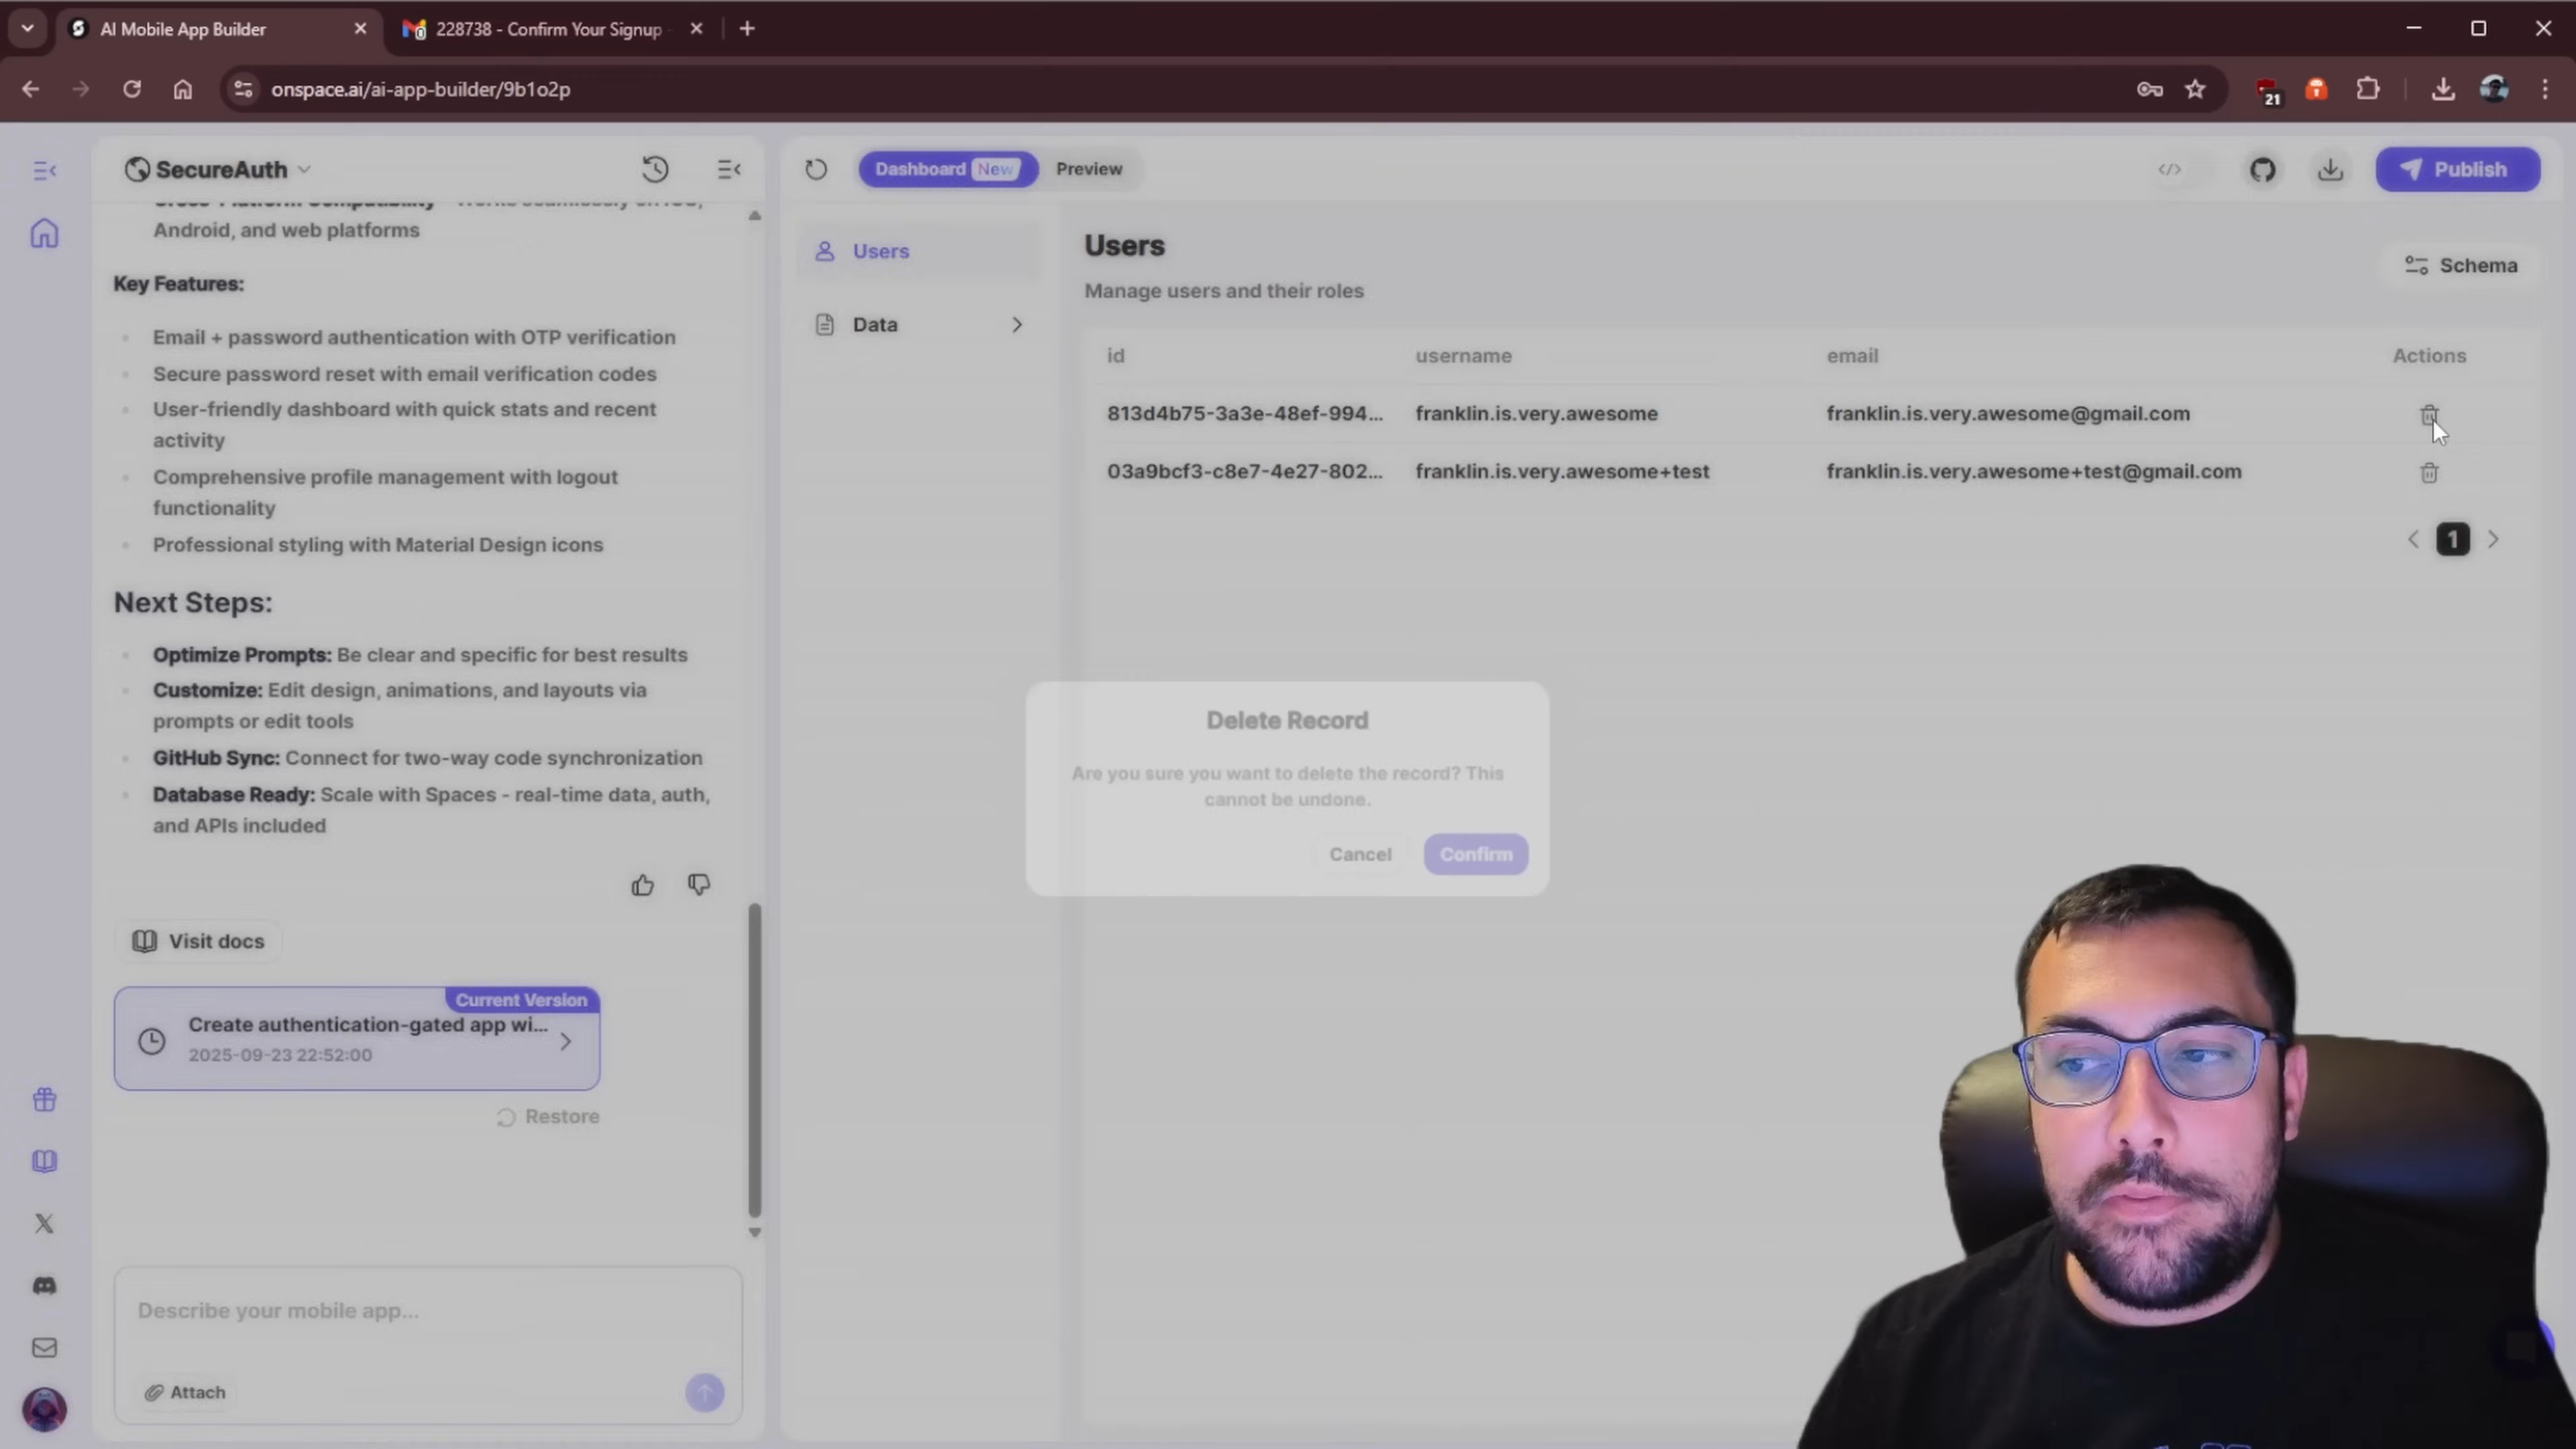 AI Mobile App Builder
228738 - Confirm Your Signup
onspace.ai/ai-app-builder/9b1o2p
21
SecureAuth
Android, and web platforms
Key Features:
Email + password authentication with OTP verification
Secure password reset with email verification codes
User-friendly dashboard with quick stats and recent
activity
Comprehensive profile management with logout
functionality
Professional styling with Material Design icons
Next Steps:
Optimize Prompts: Be clear and specific for best results
Customize: Edit design, animations, and layouts via
prompts or edit tools
GitHub Sync: Connect for two-way code synchronization
Database Ready: Scale with Spaces - real-time data, auth,
and APIs included
Visit docs
Current Version
Create authentication-gated app wi...
2025-09-23 22:52:00
Restore
Describe your mobile app...
Attach
Dashboard New
Preview
</>
Publish
Users
Data
Users
Manage users and their roles
Schema
id username email Actions
813d4b75-3a3e-48ef-994... franklin.is.very.awesome franklin.is.very.awesome@gmail.com
03a9bcf3-c8e7-4e27-802... franklin.is.very.awesome+test franklin.is.very.awesome+test@gmail.com
1
Delete Record
Are you sure you want to delete the record? This
cannot be undone.
Cancel
Confirm